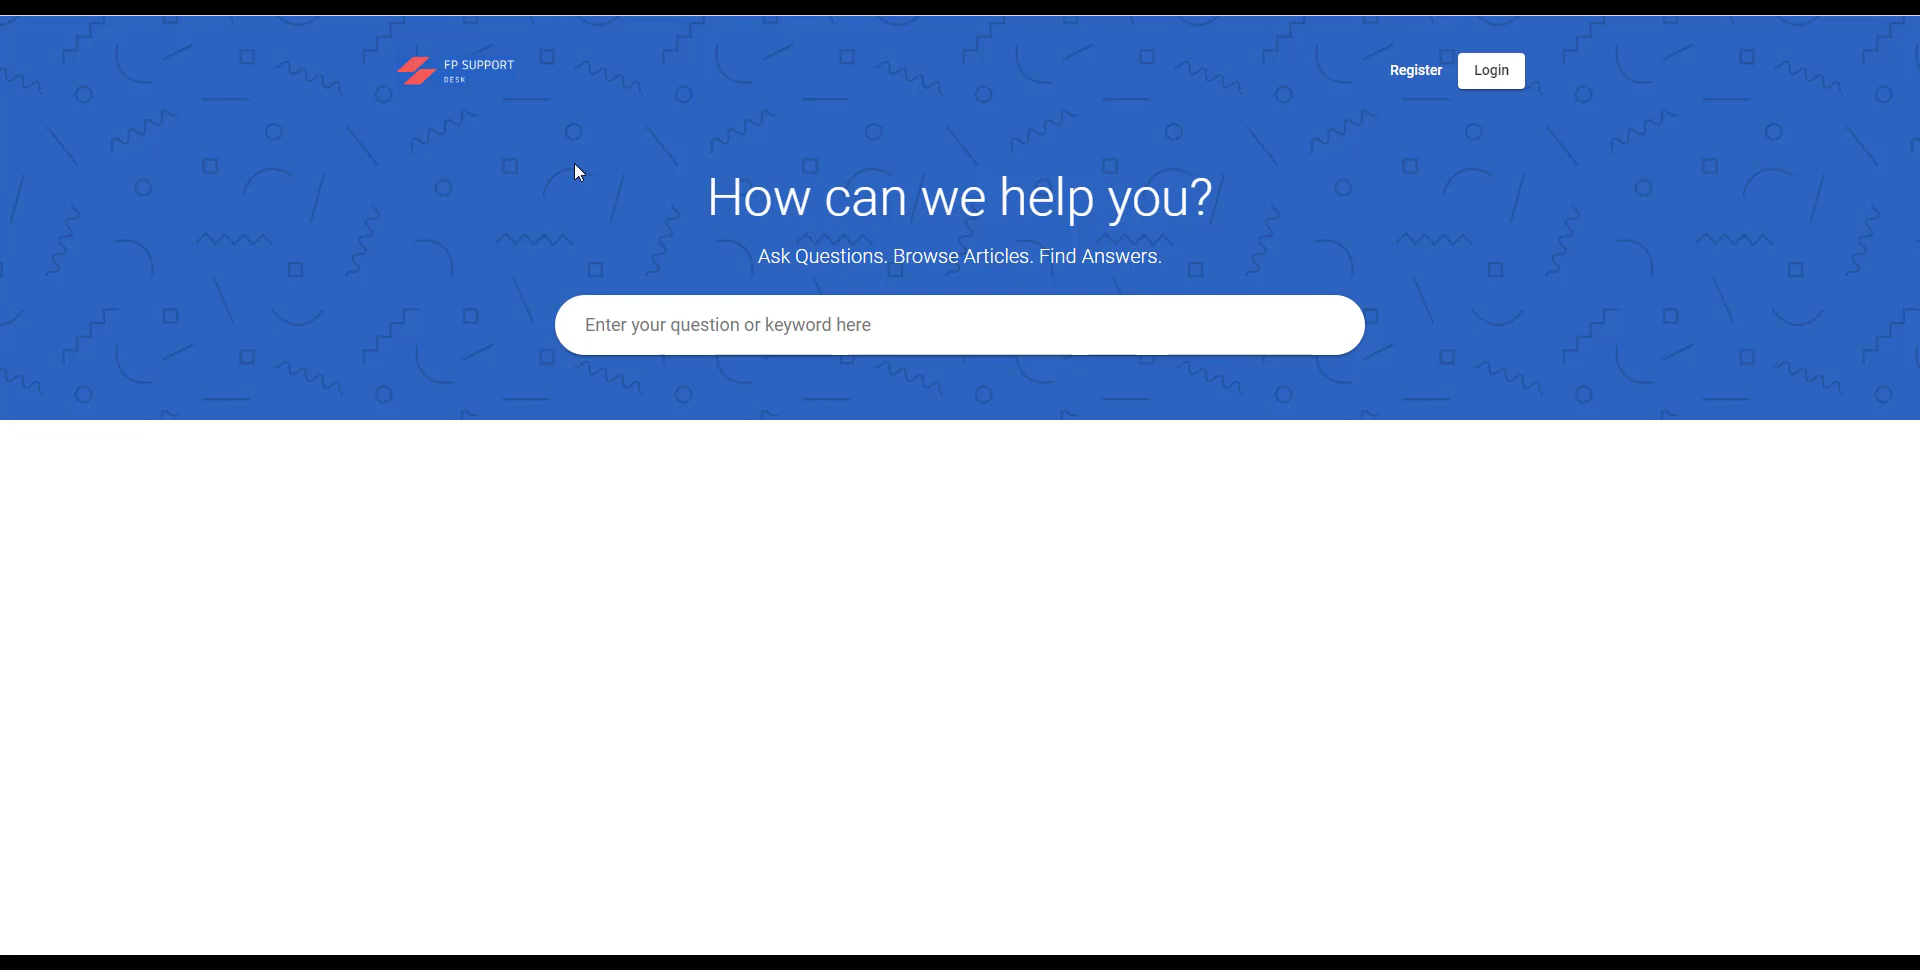 FP SUPPORT
DESK
Register
Login
How can we help you?
Ask Questions. Browse Articles. Find Answers.
Enter your question or keyword here